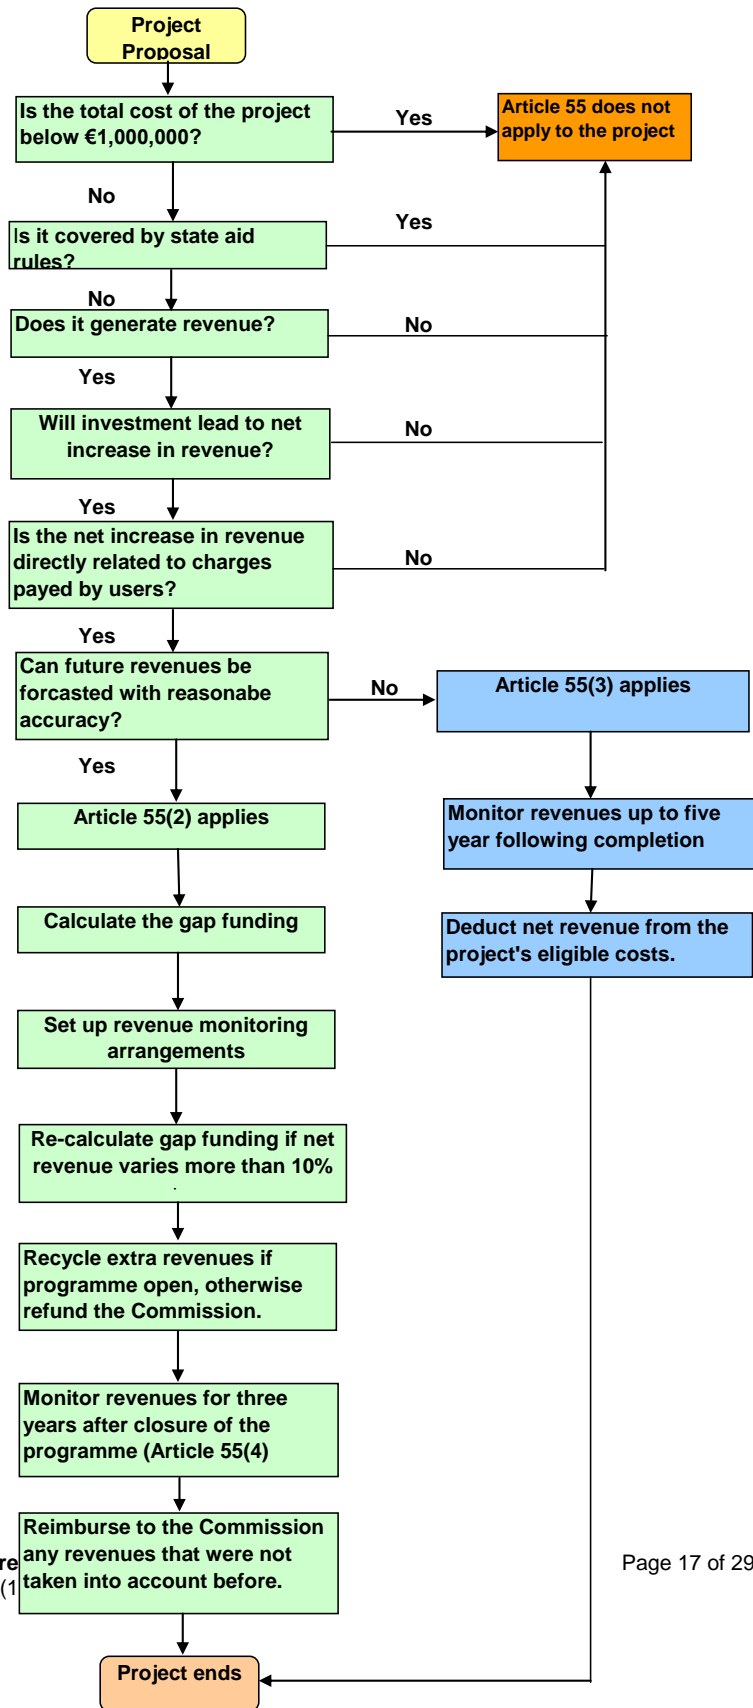 Project
Proposal
Is the total cost of the project
below €1,000,000?
Yes
Article 55 does not
apply to the project
No
Is it covered by state aid
rules?
Yes
No
Does it generate revenue?
No
Yes
Will investment lead to net
increase in revenue?
No
Yes
Is the net increase in revenue
directly related to charges
payed by users?
No
Yes
Can future revenues be
forcasted with reasonabe
accuracy?
No
Article 55(3) applies
Yes
Article 55(2) applies
Monitor revenues up to five
year following completion
Calculate the gap funding
Deduct net revenue from the
project's eligible costs.
Set up revenue monitoring
arrangements
Re-calculate gap funding if net
revenue varies more than 10%
.
Recycle extra revenues if
programme open, otherwise
refund the Commission.
Monitor revenues for three
years after closure of the
programme (Article 55(4)
Reimburse to the Commission
any revenues that were not
taken into account before.
re
(1
Page 17 of 29
Project ends